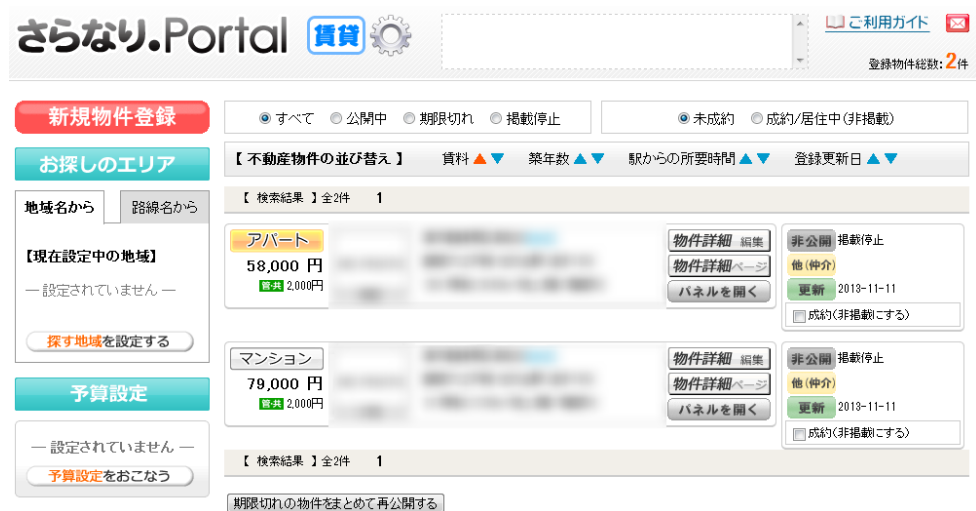 さらなり.Portal 賃貸
ご利用ガイド
登録物件総数:2件
新規物件登録
お探しのエリア
地域名から 路線名から
【現在設定中の地域】
― 設定されていません ―
探す地域を設定する
予算設定
― 設定されていません ―
予算設定をおこなう
すべて 公開中 期限切れ 掲載停止
未成約 成約/居住中(非掲載)
【 不動産物件の並び替え 】 賃料▲▼ 築年数▲▼ 駅からの所要時間▲▼ 登録更新日▲▼
【 検索結果 】全2件 1
アパート
58,000 円
管・共 2,000円
物件詳細 編集
物件詳細ページ
パネルを開く
非公開 掲載停止
他(仲介)
更新 2013-11-11
成約(非掲載にする)
マンション
79,000 円
管・共 2,000円
物件詳細 編集
物件詳細ページ
パネルを開く
非公開 掲載停止
他(仲介)
更新 2013-11-11
成約(非掲載にする)
【 検索結果 】全2件 1
期限切れの物件をまとめて再公開する